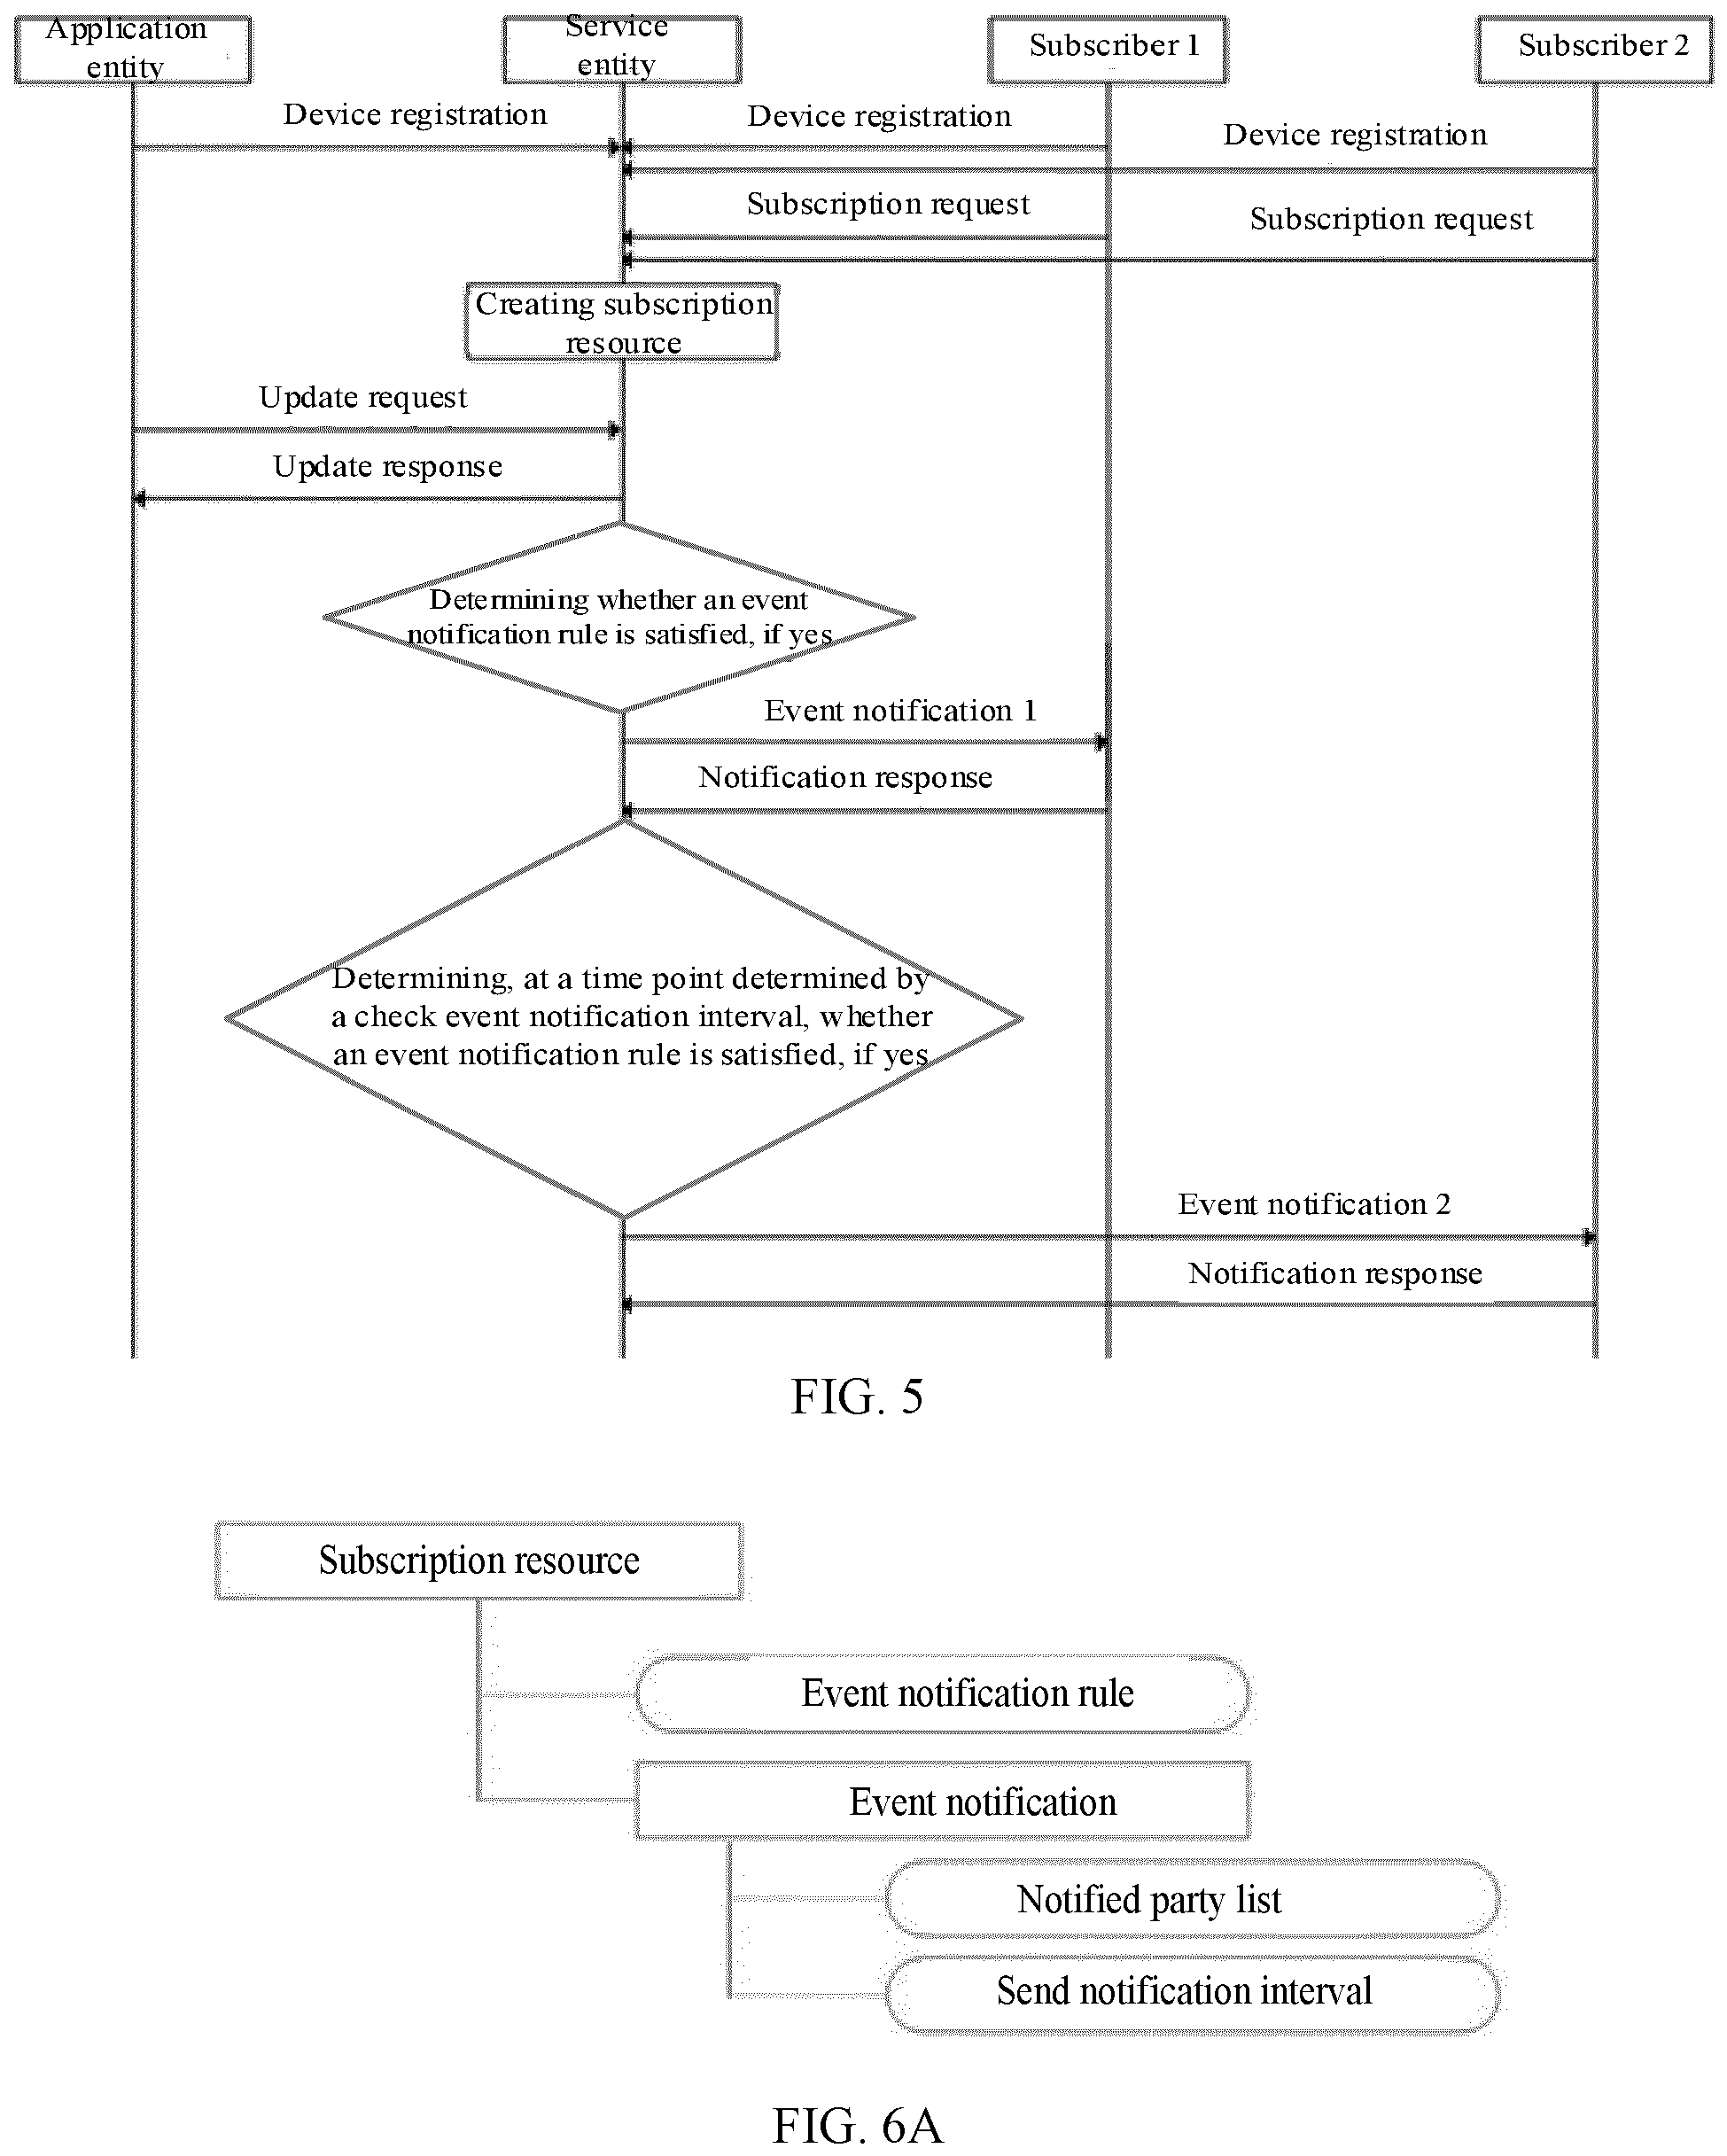 Application
entity
Service
entity
Subscriber 1
Subscriber 2
Device registration
Device registration
Device registration
Subscription request
Subscription request
Creating subscription
resource
Update request
Update response
Determining whether an event
notification rule is satisfied, if yes
Event notification 1
Notification response
Determining, at a time point determined by
a check event notification interval, whether
an event notification rule is satisfied, if yes
Event notification 2
Notification response
FIG. 5
Subscription resource
Event notification rule
Event notification
Notified party list
Send notification interval
FIG. 6A